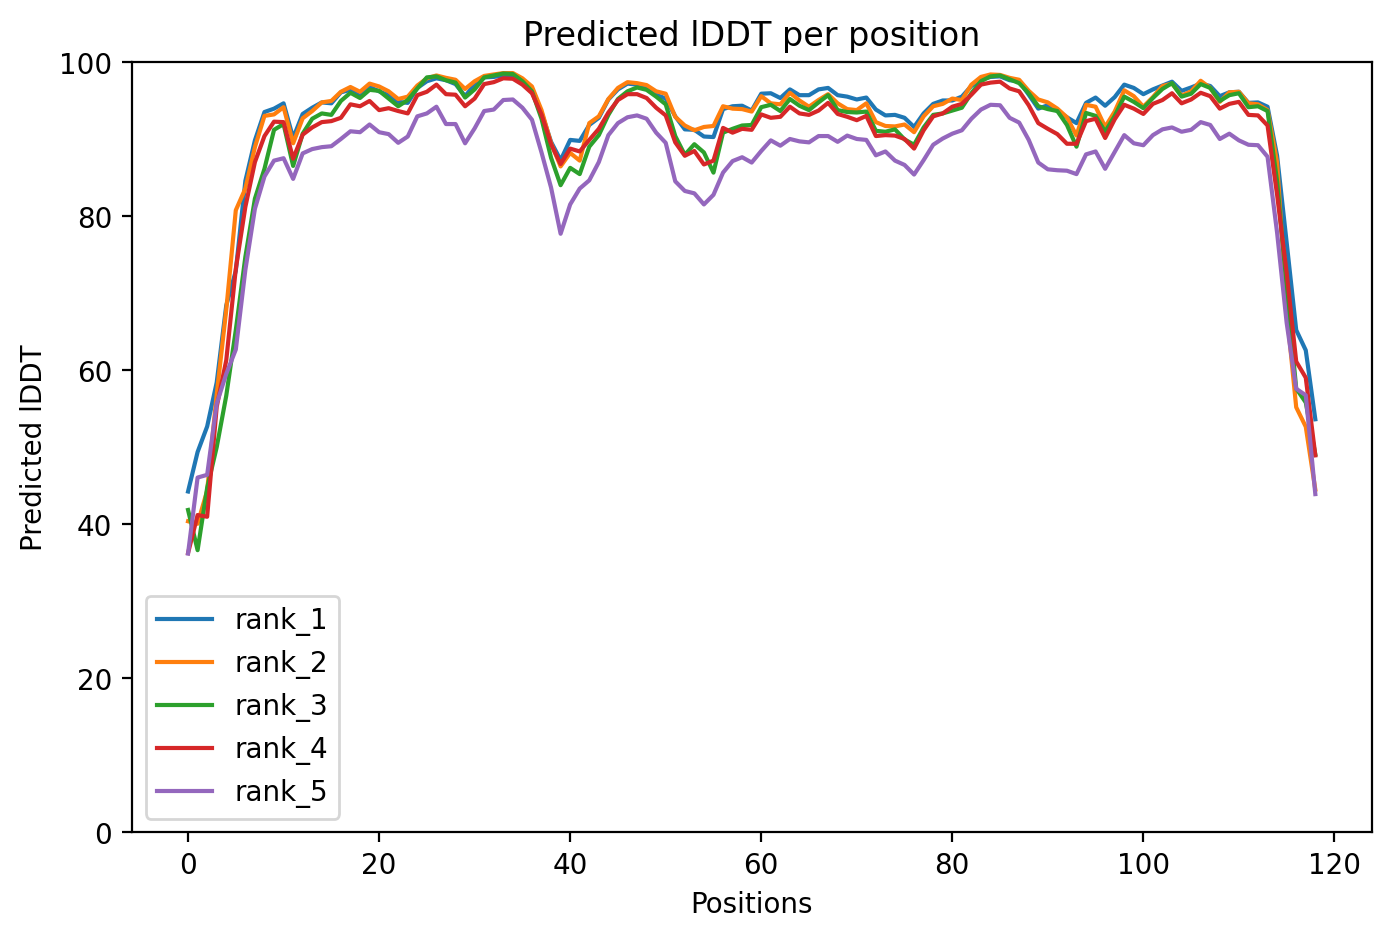 Predicted lDDT per position
Predicted lDDT
100
80
60
40
20
0
rank_1
rank_2
rank_3
rank_4
rank_5
0 20 40 60 80 100 120
Positions